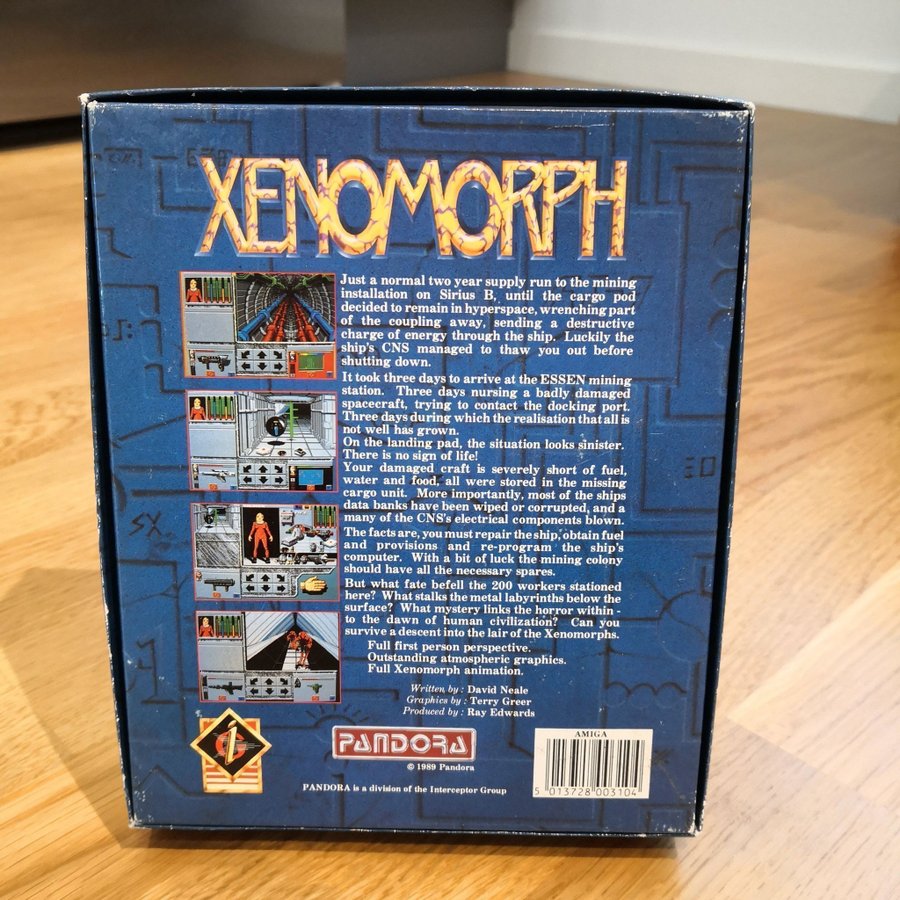 XENOMORPH
Just a normal two year supply run to the mining
installation on Sirius B, until the cargo pod
decided to remain in hyperspace, wrenching part
of the coupling away, sending a destructive
charge of energy through the ship. Luckily the
ship's CNS managed to thaw you out before
shutting down.
It took three days to arrive at the ESSEN mining
station. Three days nursing a badly damaged
spacecraft, trying to contact the docking port.
Three days during which the realisation that all is
not well has grown.
On the landing pad, the situation looks sinister.
There is no sign of life!
Your damaged craft is severely short of fuel,
water and food, all were stored in the missing
cargo unit. More importantly, most of the ships
data banks have been wiped or corrupted, and a
many of the CNS's electrical components blown.
The facts are, you must repair the ship, obtain fuel
and provisions and re-program the ship's
computer. With a bit of luck the mining colony
should have all the necessary spares.
But what fate befell the 200 workers stationed
here? What stalks the metal labyrinths below the
surface? What mystery links the horror within -
to the dawn of human civilization? Can you
survive a descent into the lair of the Xenomorphs.
Full first person perspective.
Outstanding atmospheric graphics.
Full Xenomorph animation.
Written by : David Neale
Graphics by : Terry Greer
Produced by : Ray Edwards
PANDORA
© 1989 Pandora
PANDORA is a division of the Interceptor Group
AMIGA
5 013728 003104